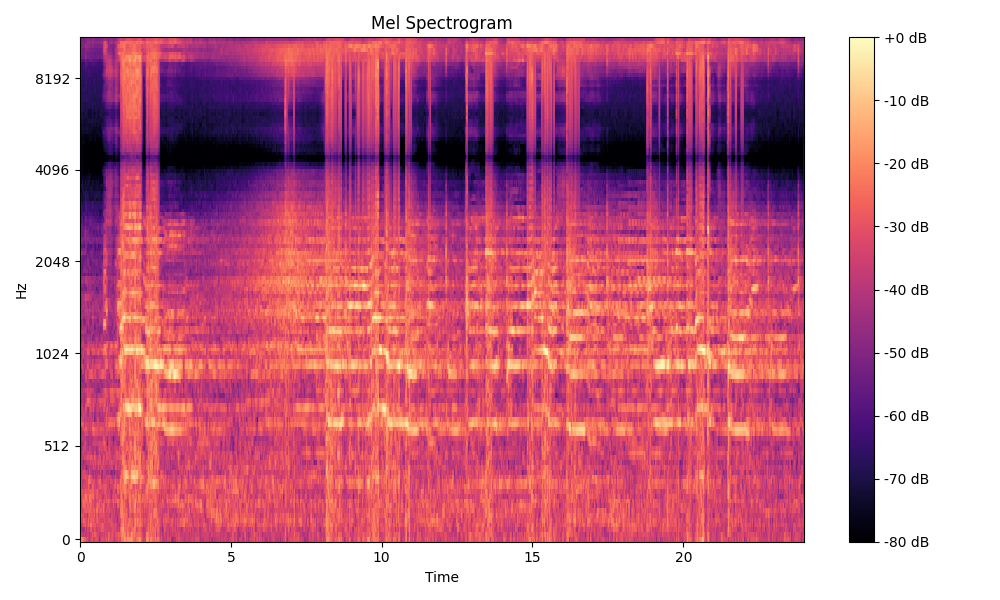 Mel Spectrogram
Hz
8192
4096
2048
1024
512
0
0 5 10 15 20
Time
+0 dB
-10 dB
-20 dB
-30 dB
-40 dB
-50 dB
-60 dB
-70 dB
-80 dB